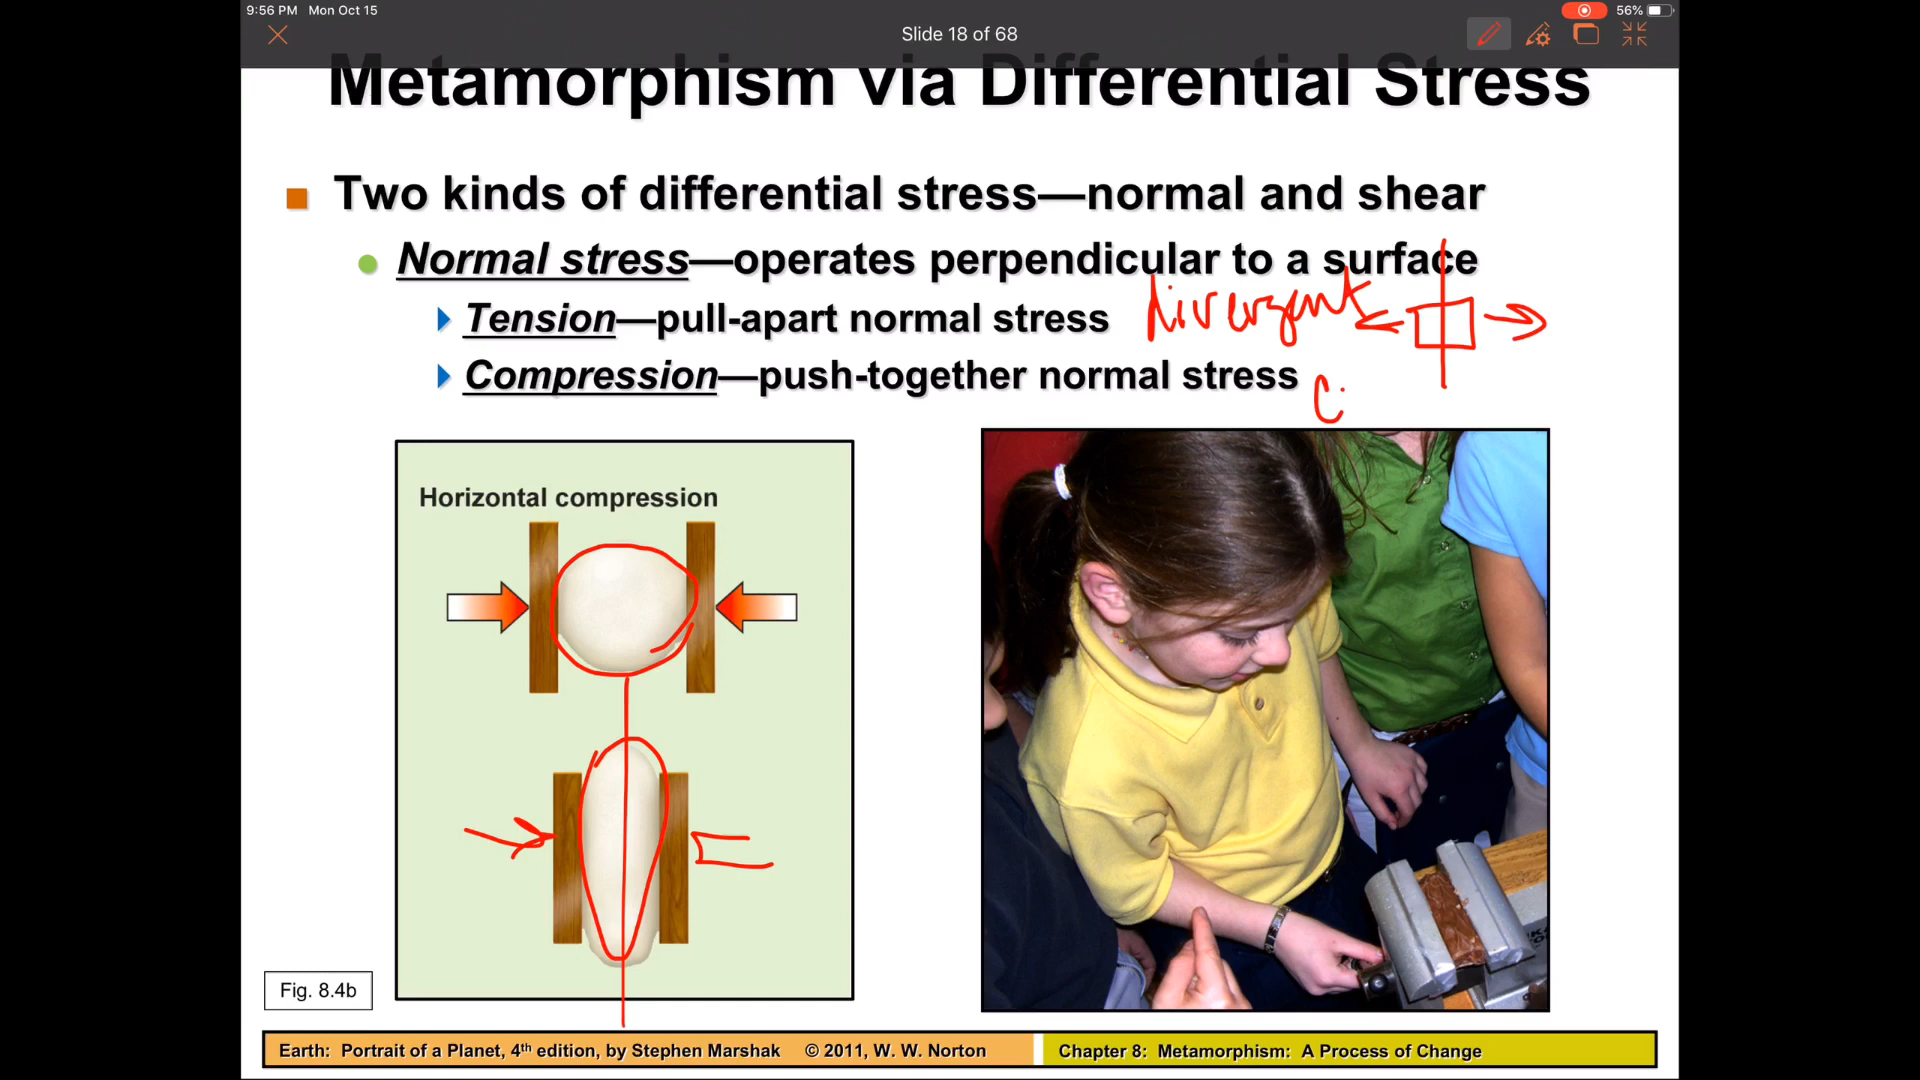 9:56 PM Mon Oct 15
56%
Slide 18 of 68
Metamorphism via Differential Stress
Two kinds of differential stress—normal and shear
Normal stress—operates perpendicular to a surface
Tension—pull-apart normal stress divergent
Compression—push-together normal stress C
Horizontal compression
Fig. 8.4b
Earth: Portrait of a Planet, 4th edition, by Stephen Marshak © 2011, W. W. Norton
Chapter 8: Metamorphism: A Process of Change